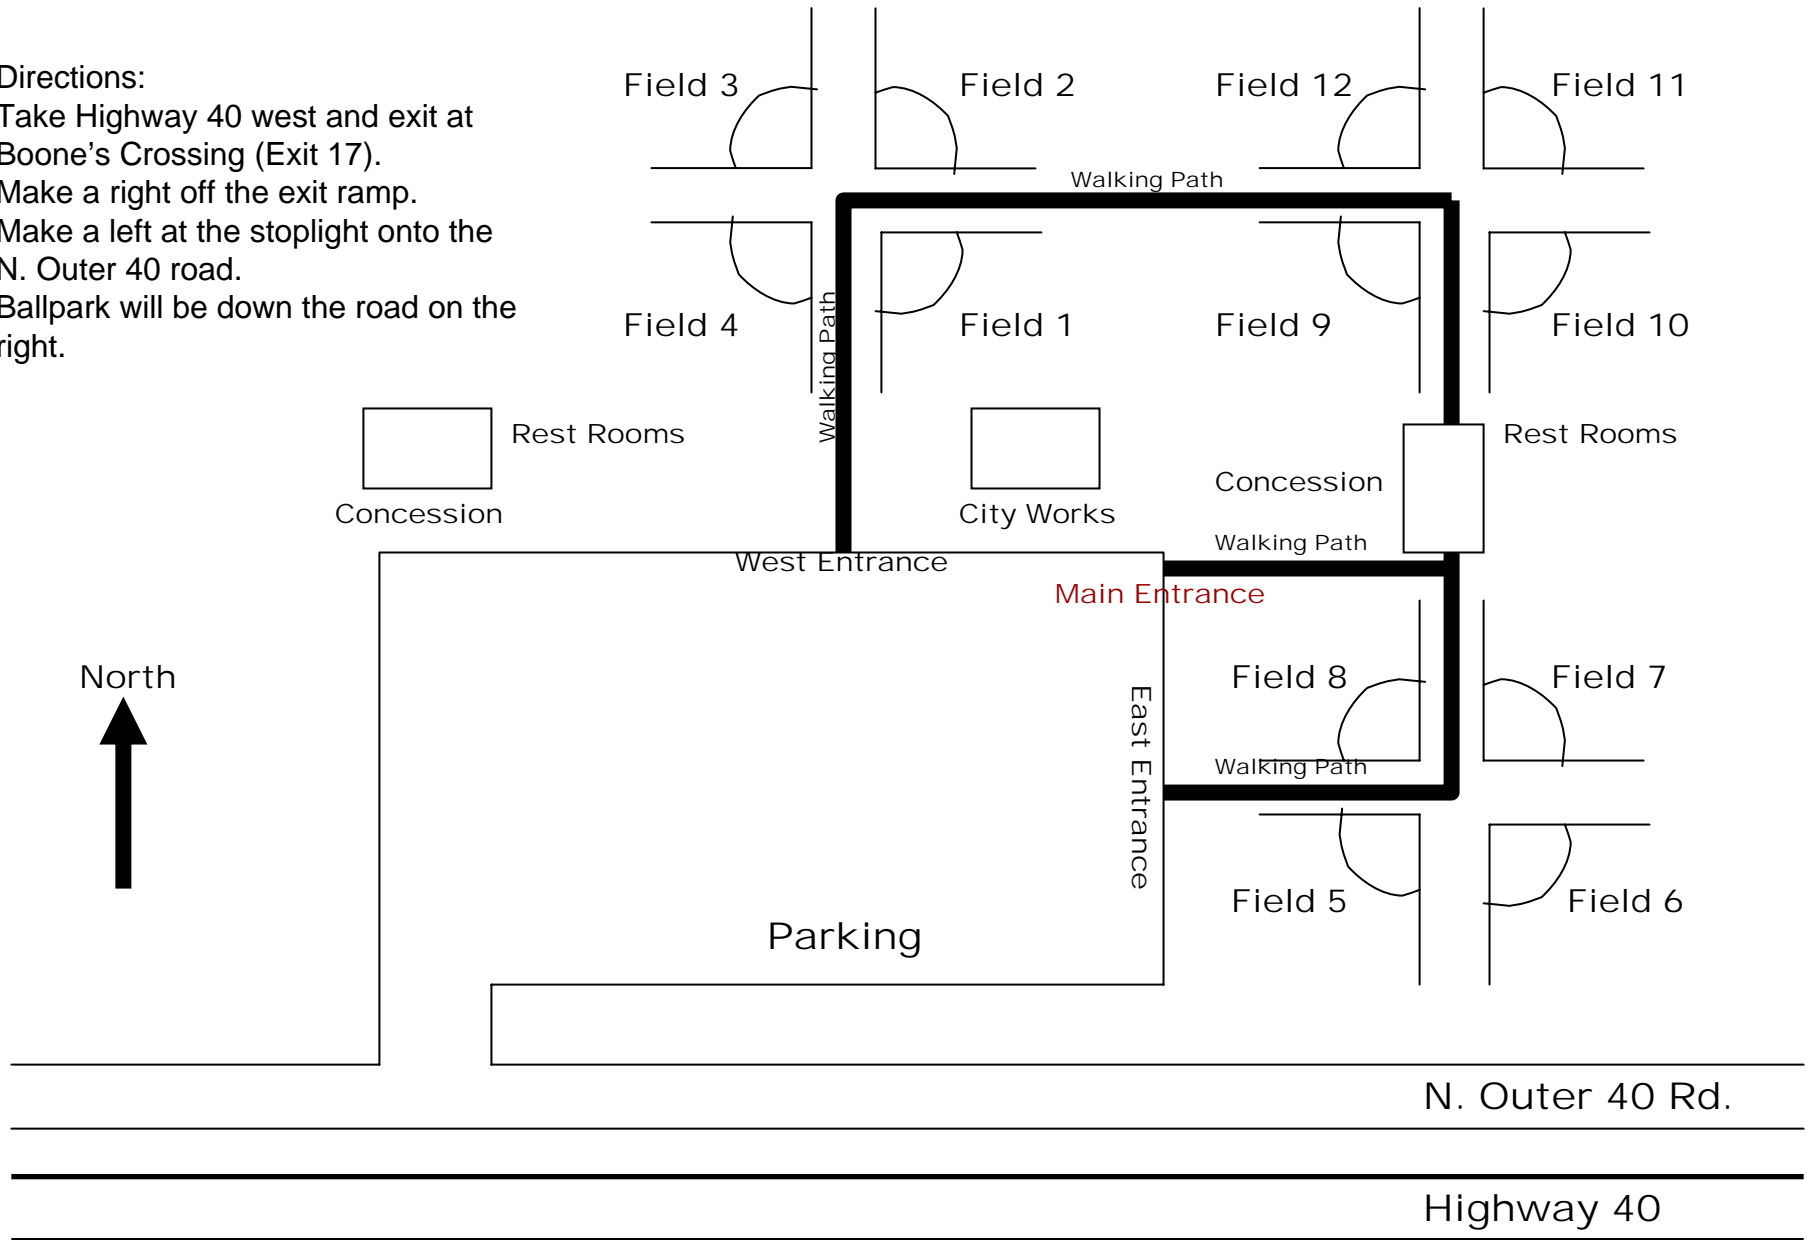 Directions:
Take Highway 40 west and exit at
Boone's Crossing (Exit 17).
Make a right off the exit ramp.
Make a left at the stoplight onto the
N. Outer 40 road.
Ballpark will be down the road on the
right.
Field 3
Field 2
Field 12
Field 11
Walking Path
Field 4
Walking Path
Field 1
Field 9
Field 10
Rest Rooms
Concession
City Works
Rest Rooms
Concession
West Entrance
Walking Path
Main Entrance
North
Field 8
Field 7
East Entrance
Walking Path
Field 5
Field 6
Parking
N. Outer 40 Rd.
Highway 40